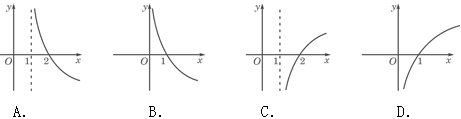 y y y y
O 1 2 x O 1 x O 1 2 x O 1 x
A. B. C. D.